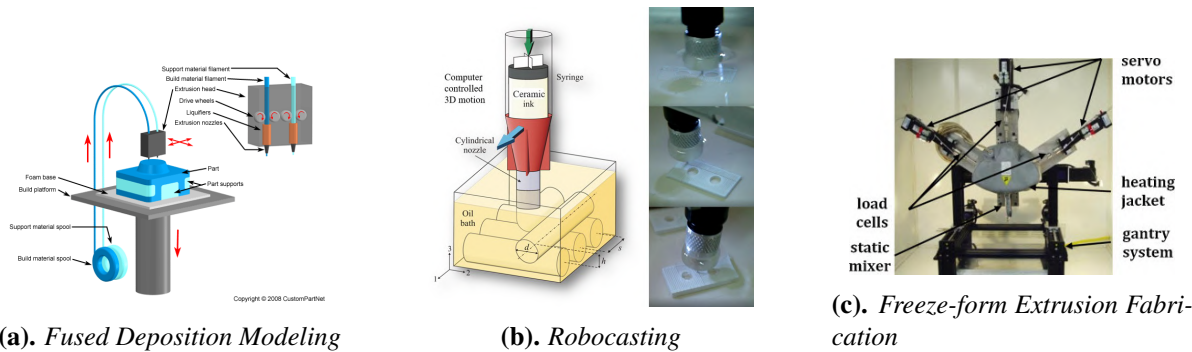 Support material filament
Build material filament
Extrusion head
Drive wheels
Liquifiers
Extrusion nozzles
Part
Foam base
Build platform
Part supports
Support material spool
Build material spool
Copyright © 2008 CustomPartNet
(a). Fused Deposition Modeling
Computer
controlled
3D motion
Syringe
Ceramic
ink
Cylindrical
nozzle
Oil
bath
d
s
h
3
1
2
(b). Robocasting
servo
motors
load
cells
static
mixer
heating
jacket
gantry
system
(c). Freeze-form Extrusion Fabri-
cation